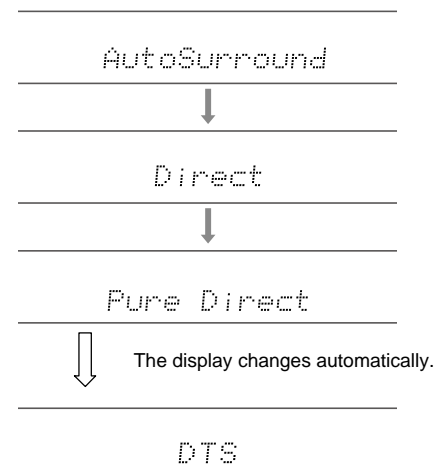 AutoSurround
Direct
Pure Direct
The display changes automatically.
DTS